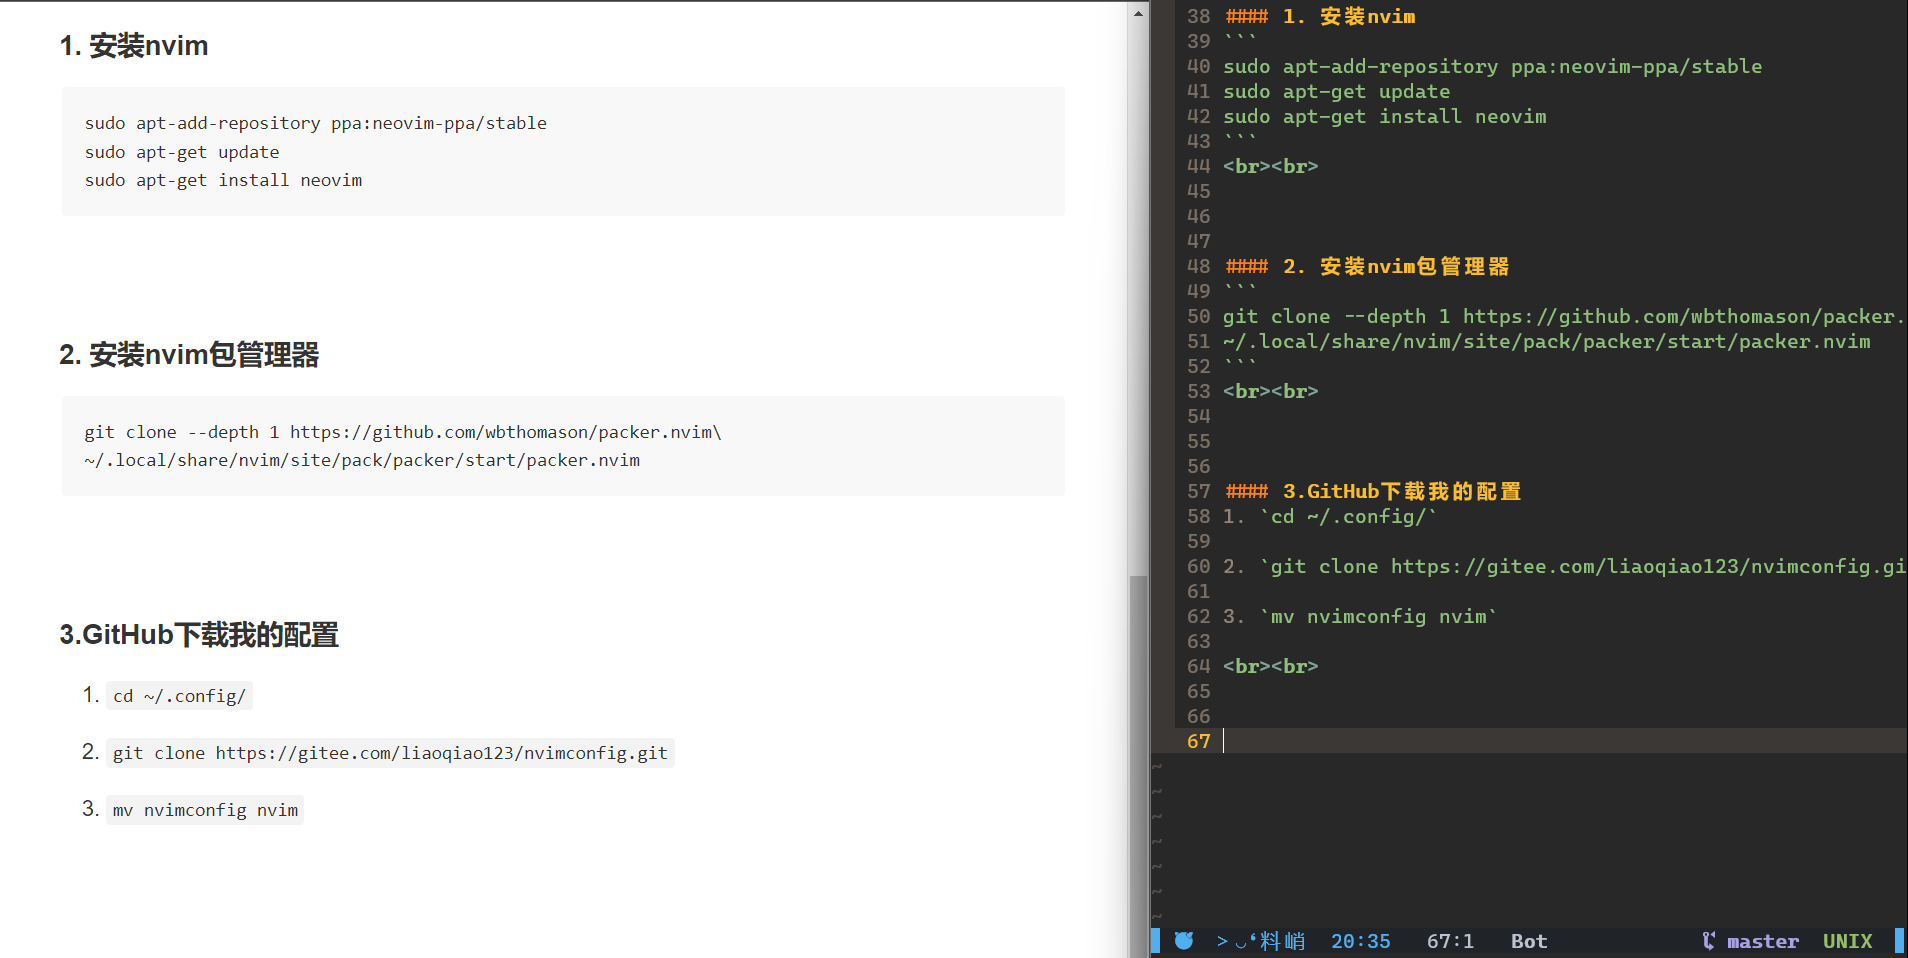 1. 安装nvim
sudo apt-add-repository ppa:neovim-ppa/stable
sudo apt-get update
sudo apt-get install neovim
2. 安装nvim包管理器
git clone --depth 1 https://github.com/wbthomason/packer.nvim\
~/.local/share/nvim/site/pack/packer/start/packer.nvim
3.GitHub下载我的配置
1. cd ~/.config/
2. git clone https://gitee.com/liaoqiao123/nvimconfig.git
3. mv nvimconfig nvim
38 #### 1. 安装nvim
39 ```
40 sudo apt-add-repository ppa:neovim-ppa/stable
41 sudo apt-get update
42 sudo apt-get install neovim
43 ```
44 <br><br>
45
46
47
48 #### 2. 安装nvim包管理器
49 ```
50 git clone --depth 1 https://github.com/wbthomason/packer.
51 ~/.local/share/nvim/site/pack/packer/start/packer.nvim
52 ```
53 <br><br>
54
55
56
57 #### 3.GitHub下载我的配置
58 1. `cd ~/.config/`
59
60 2. `git clone https://gitee.com/liaoqiao123/nvimconfig.gi
61
62 3. `mv nvimconfig nvim`
63
64 <br><br>
65
66
67
~
~
~
~
~
~
~
料峭 20:35 67:1 Bot master UNIX